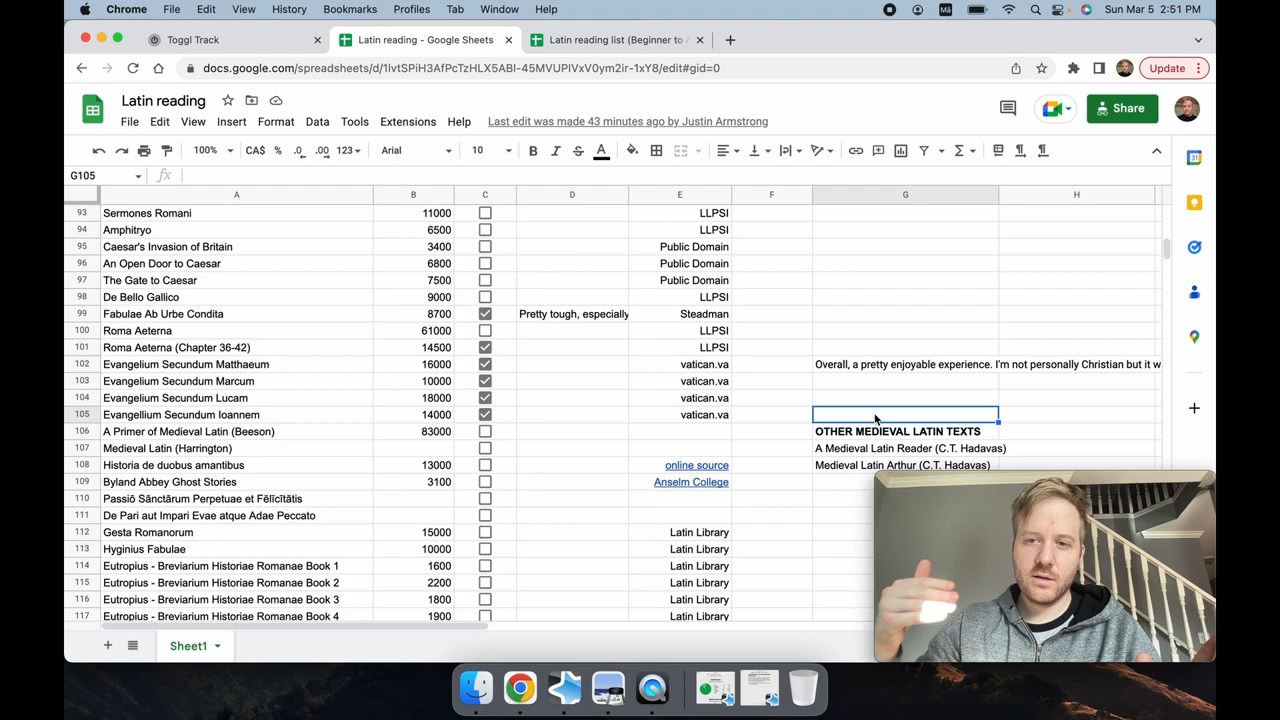 Chrome File Edit View History Bookmarks Profiles Tab Window Help Sun Mar 5 2:51 PM
Toggl Track Latin reading - Google Sheets Latin reading list (Beginner to A
docs.google.com/spreadsheets/d/1lvtSPiH3AfPcTzHLX5ABl-45MVUPIVxV0ym2ir-1xY8/edit#gid=0 Update
Latin reading
File Edit View Insert Format Data Tools Extensions Help Last edit was made 43 minutes ago by Justin Armstrong
Share
100% CA$ % .0 .00 123 Arial 10 B I S A
G105 fx
A B C D E F G H
93 Sermones Romani 11000 LLPSI
94 Amphitryo 6500 LLPSI
95 Caesar's Invasion of Britain 3400 Public Domain
96 An Open Door to Caesar 6800 Public Domain
97 The Gate to Caesar 7500 Public Domain
98 De Bello Gallico 9000 LLPSI
99 Fabulae Ab Urbe Condita 8700 Pretty tough, especially Steadman
100 Roma Aeterna 61000 LLPSI
101 Roma Aeterna (Chapter 36-42) 14500 LLPSI
102 Evangelium Secundum Matthaeum 16000 vatican.va Overall, a pretty enjoyable experience. I'm not personally Christian but it w
103 Evangelium Secundum Marcum 10000 vatican.va
104 Evangelium Secundum Lucam 18000 vatican.va
105 Evangellium Secundum Ioannem 14000 vatican.va
106 A Primer of Medieval Latin (Beeson) 83000 OTHER MEDIEVAL LATIN TEXTS
107 Medieval Latin (Harrington) A Medieval Latin Reader (C.T. Hadavas)
108 Historia de duobus amantibus 13000 online source Medieval Latin Arthur (C.T. Hadavas)
109 Byland Abbey Ghost Stories 3100 Anselm College
110 Passiō Sānctārum Perpetuae et Fēlīcitātis
111 De Pari aut Impari Evae atque Adae Peccato
112 Gesta Romanorum 15000 Latin Library
113 Hyginius Fabulae 10000 Latin Library
114 Eutropius - Breviarium Historiae Romanae Book 1 1600 Latin Library
115 Eutropius - Breviarium Historiae Romanae Book 2 2200 Latin Library
116 Eutropius - Breviarium Historiae Romanae Book 3 1800 Latin Library
117 Eutropius - Breviarium Historiae Romanae Book 4 1900 Latin Library
Sheet1